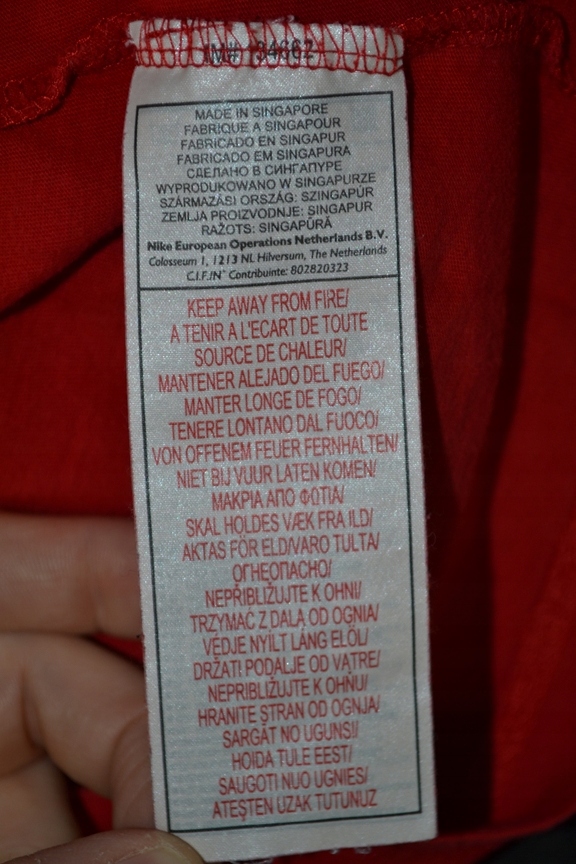 MADE IN SINGAPORE
FABRIQUE A SINGAPOUR
FABRICADO EN SINGAPUR
FABRICADO EM SINGAPURA
СДЕЛАНО В СИНГАПУРЕ
WYPRODUKOWANO W SINGAPURZE
SZÁRMAZÁSI ORSZÁG: SZINGAPÚR
ZEMLJA PROIZVODNJE: SINGAPUR
RAŽOTS: SINGAPŪRĀ
Nike European Operations Netherlands B.V.
Colosseum 1, 1213 NL Hilversum, The Netherlands
C.I.F./N° Contribuinte: 802820323
KEEP AWAY FROM FIRE/
A TENIR A L'ECART DE TOUTE
SOURCE DE CHALEUR/
MANTENER ALEJADO DEL FUEGO/
MANTER LONGE DE FOGO/
TENERE LONTANO DAL FUOCO/
VON OFFENEM FEUER FERNHALTEN/
NIET BIJ VUUR LATEN KOMEN/
ΜΑΚΡΙΑ ΑΠΟ ΦΩΤΙΑ/
SKAL HOLDES VÆK FRA ILD/
AKTAS FÖR ELD/VARO TULTA/
ОГНЕОПАСНО/
NEPŘIBLIŽUJTE K OHNI/
TRZYMAĆ Z DALA OD OGNIA/
VÉDJE NYÍLT LÁNG ELŐL/
DRŽATI PODALJE OD VATRE/
NEPRIBLIŽUJTE K OHŇU/
HRANITE STRAN OD OGNJA/
SARGĀT NO UGUNS!/
HOIDA TULE EEST/
SAUGOTI NUO UGNIES/
ATEŞTEN UZAK TUTUNUZ